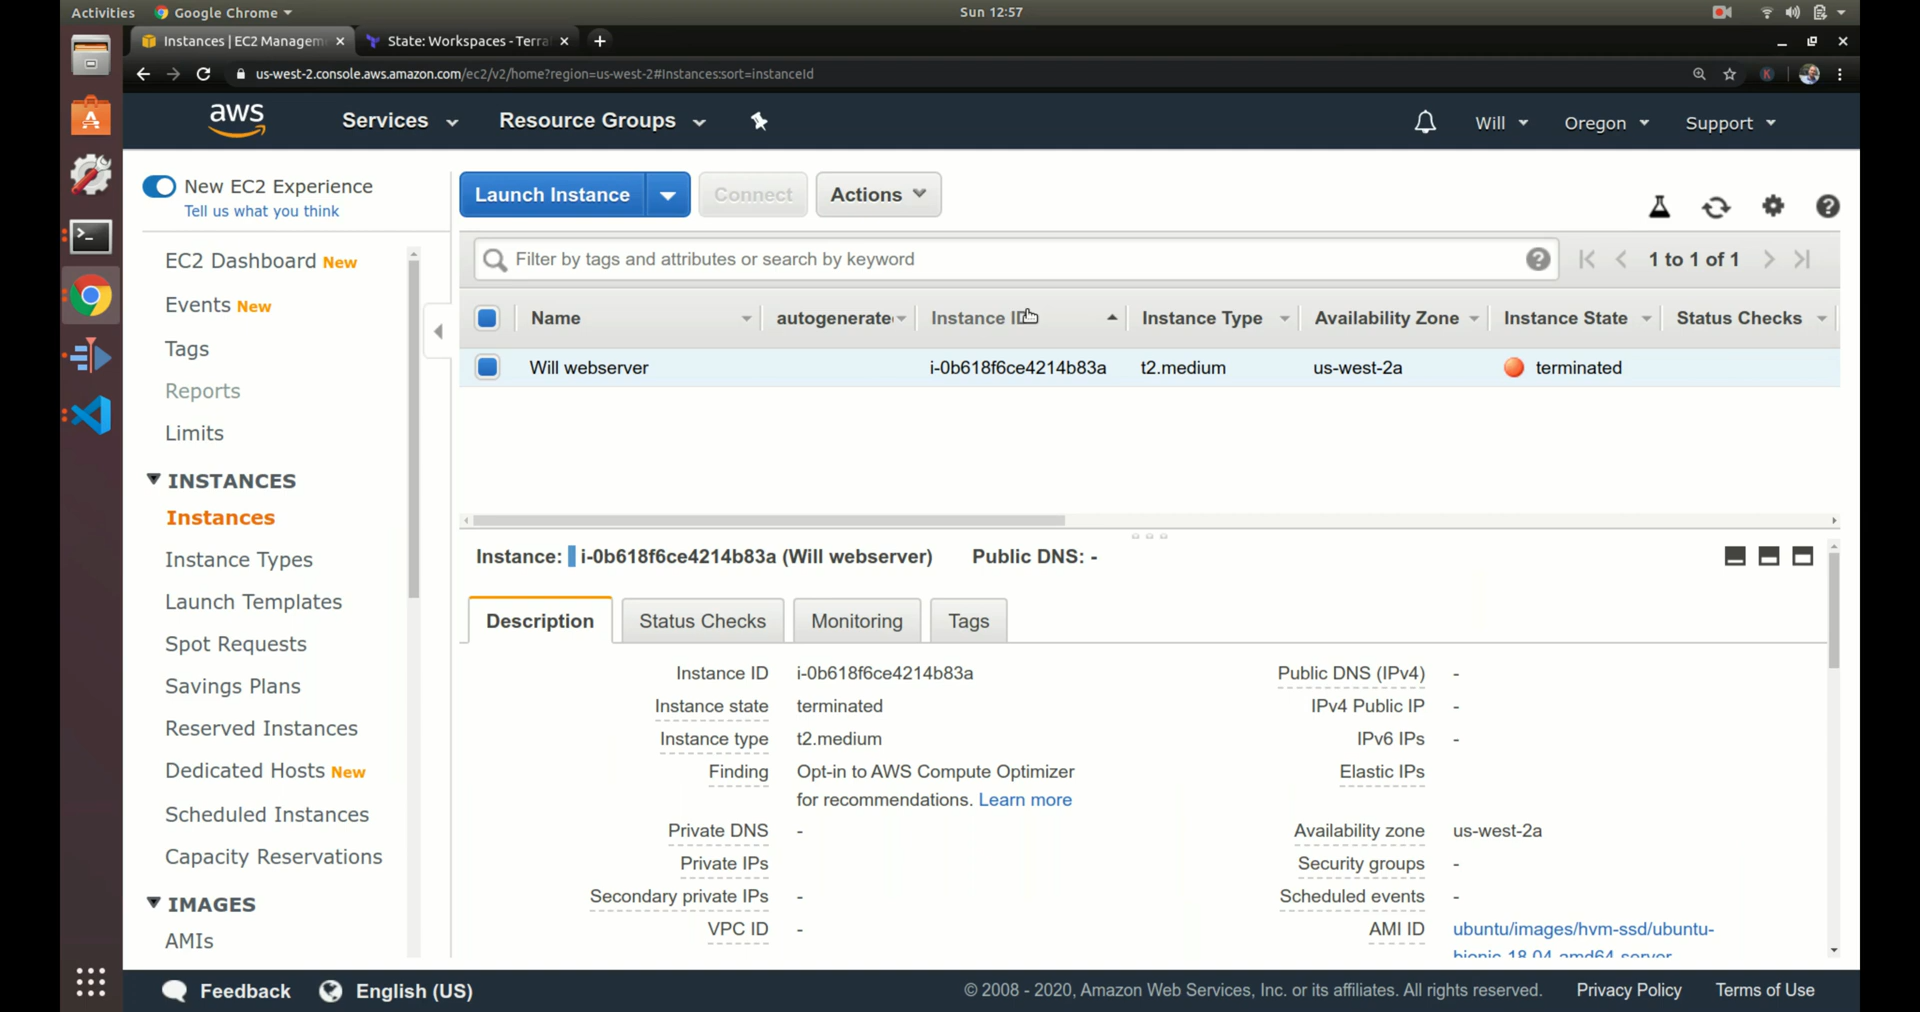 Activities
Google Chrome
Sun 12:57
Instances | EC2 Managem
State: Workspaces - Terra
us-west-2.console.aws.amazon.com/ec2/v2/home?region=us-west-2#Instances:sort=instanceId
K
aws
Services
Resource Groups
Will
Oregon
Support
New EC2 Experience
Tell us what you think
EC2 Dashboard New
Events New
Tags
Reports
Limits
INSTANCES
Instances
Instance Types
Launch Templates
Spot Requests
Savings Plans
Reserved Instances
Dedicated Hosts New
Scheduled Instances
Capacity Reservations
IMAGES
AMIs
Launch Instance
Connect
Actions
Filter by tags and attributes or search by keyword
1 to 1 of 1
Name
autogenerate
Instance ID
Instance Type
Availability Zone
Instance State
Status Checks
Will webserver
i-0b618f6ce4214b83a
t2.medium
us-west-2a
terminated
Instance: i-0b618f6ce4214b83a (Will webserver)
Public DNS: -
Description
Status Checks
Monitoring
Tags
Instance ID i-0b618f6ce4214b83a
Instance state terminated
Instance type t2.medium
Finding Opt-in to AWS Compute Optimizer
for recommendations. Learn more
Private DNS -
Private IPs
Secondary private IPs -
VPC ID -
Public DNS (IPv4) -
IPv4 Public IP -
IPv6 IPs -
Elastic IPs
Availability zone us-west-2a
Security groups -
Scheduled events -
AMI ID ubuntu/images/hvm-ssd/ubuntu-
bionic-18.04-amd64-server
Feedback
English (US)
© 2008 - 2020, Amazon Web Services, Inc. or its affiliates. All rights reserved.
Privacy Policy
Terms of Use